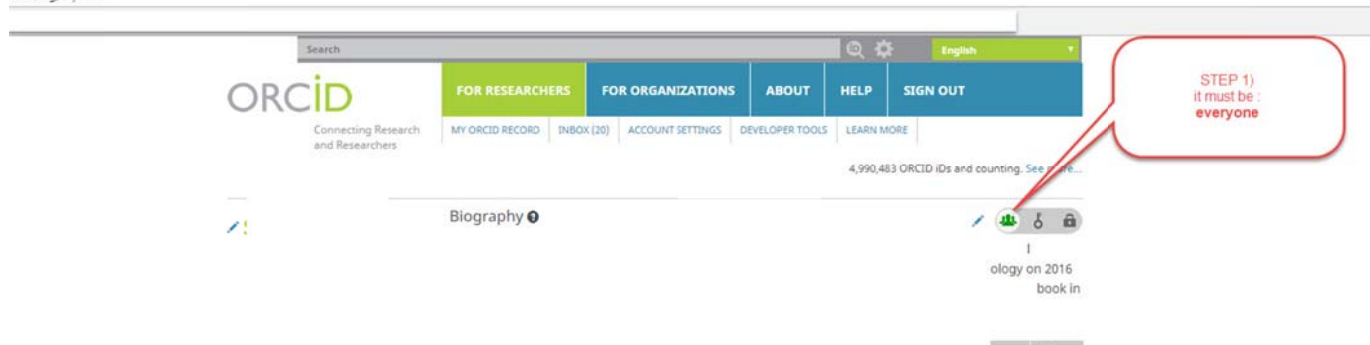 Search
English
ORCID
FOR RESEARCHERS FOR ORGANIZATIONS ABOUT HELP SIGN OUT
Connecting Research
and Researchers
MY ORCID RECORD INBOX (20) ACCOUNT SETTINGS DEVELOPER TOOLS LEARN MORE
4,990,483 ORCID iDs and counting. See more...
STEP 1)
it must be :
everyone
Biography
I
ology on 2016
book in